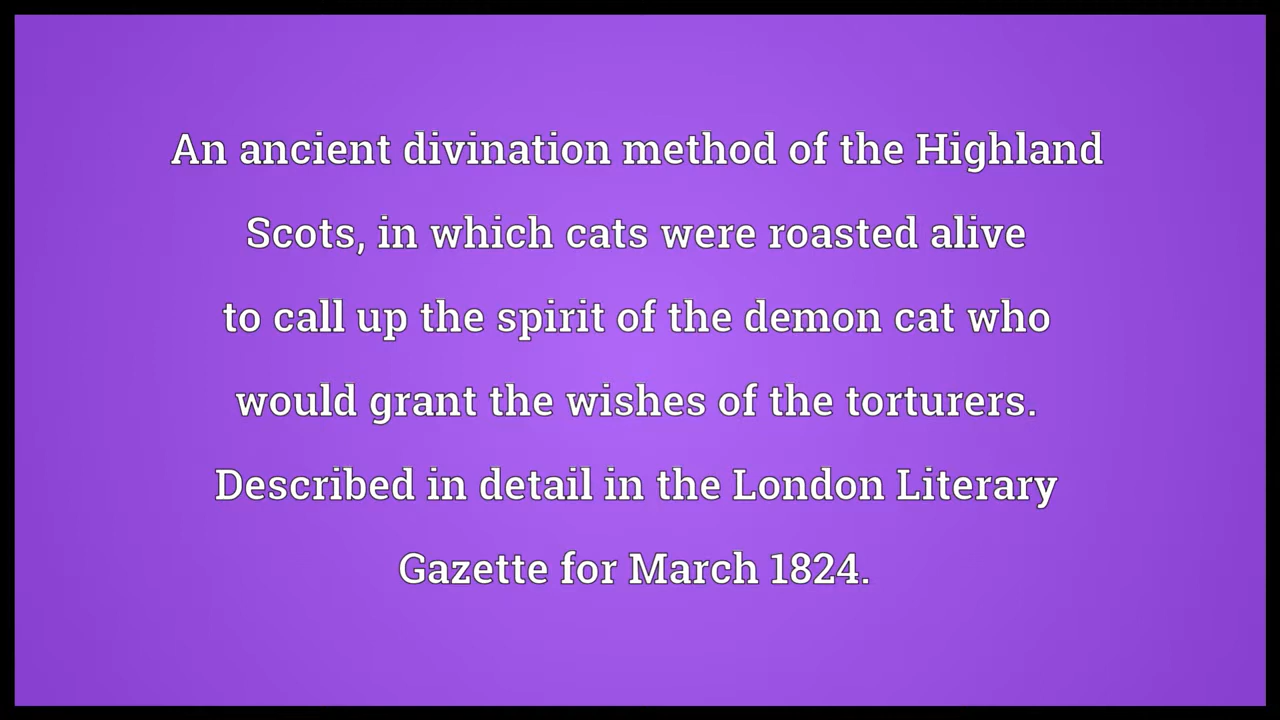 An ancient divination method of the Highland
Scots, in which cats were roasted alive
to call up the spirit of the demon cat who
would grant the wishes of the torturers.
Described in detail in the London Literary
Gazette for March 1824.